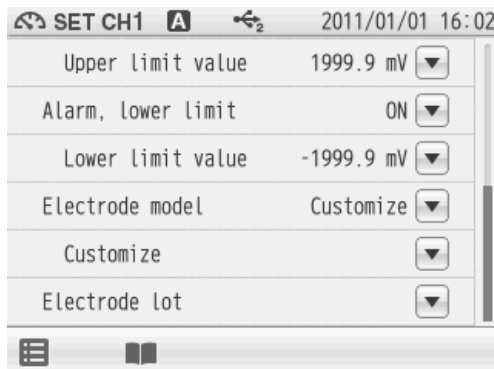 SET CH1 A 2 2011/01/01 16:02
Upper limit value 1999.9 mV
Alarm, lower limit ON
Lower limit value -1999.9 mV
Electrode model Customize
Customize
Electrode lot